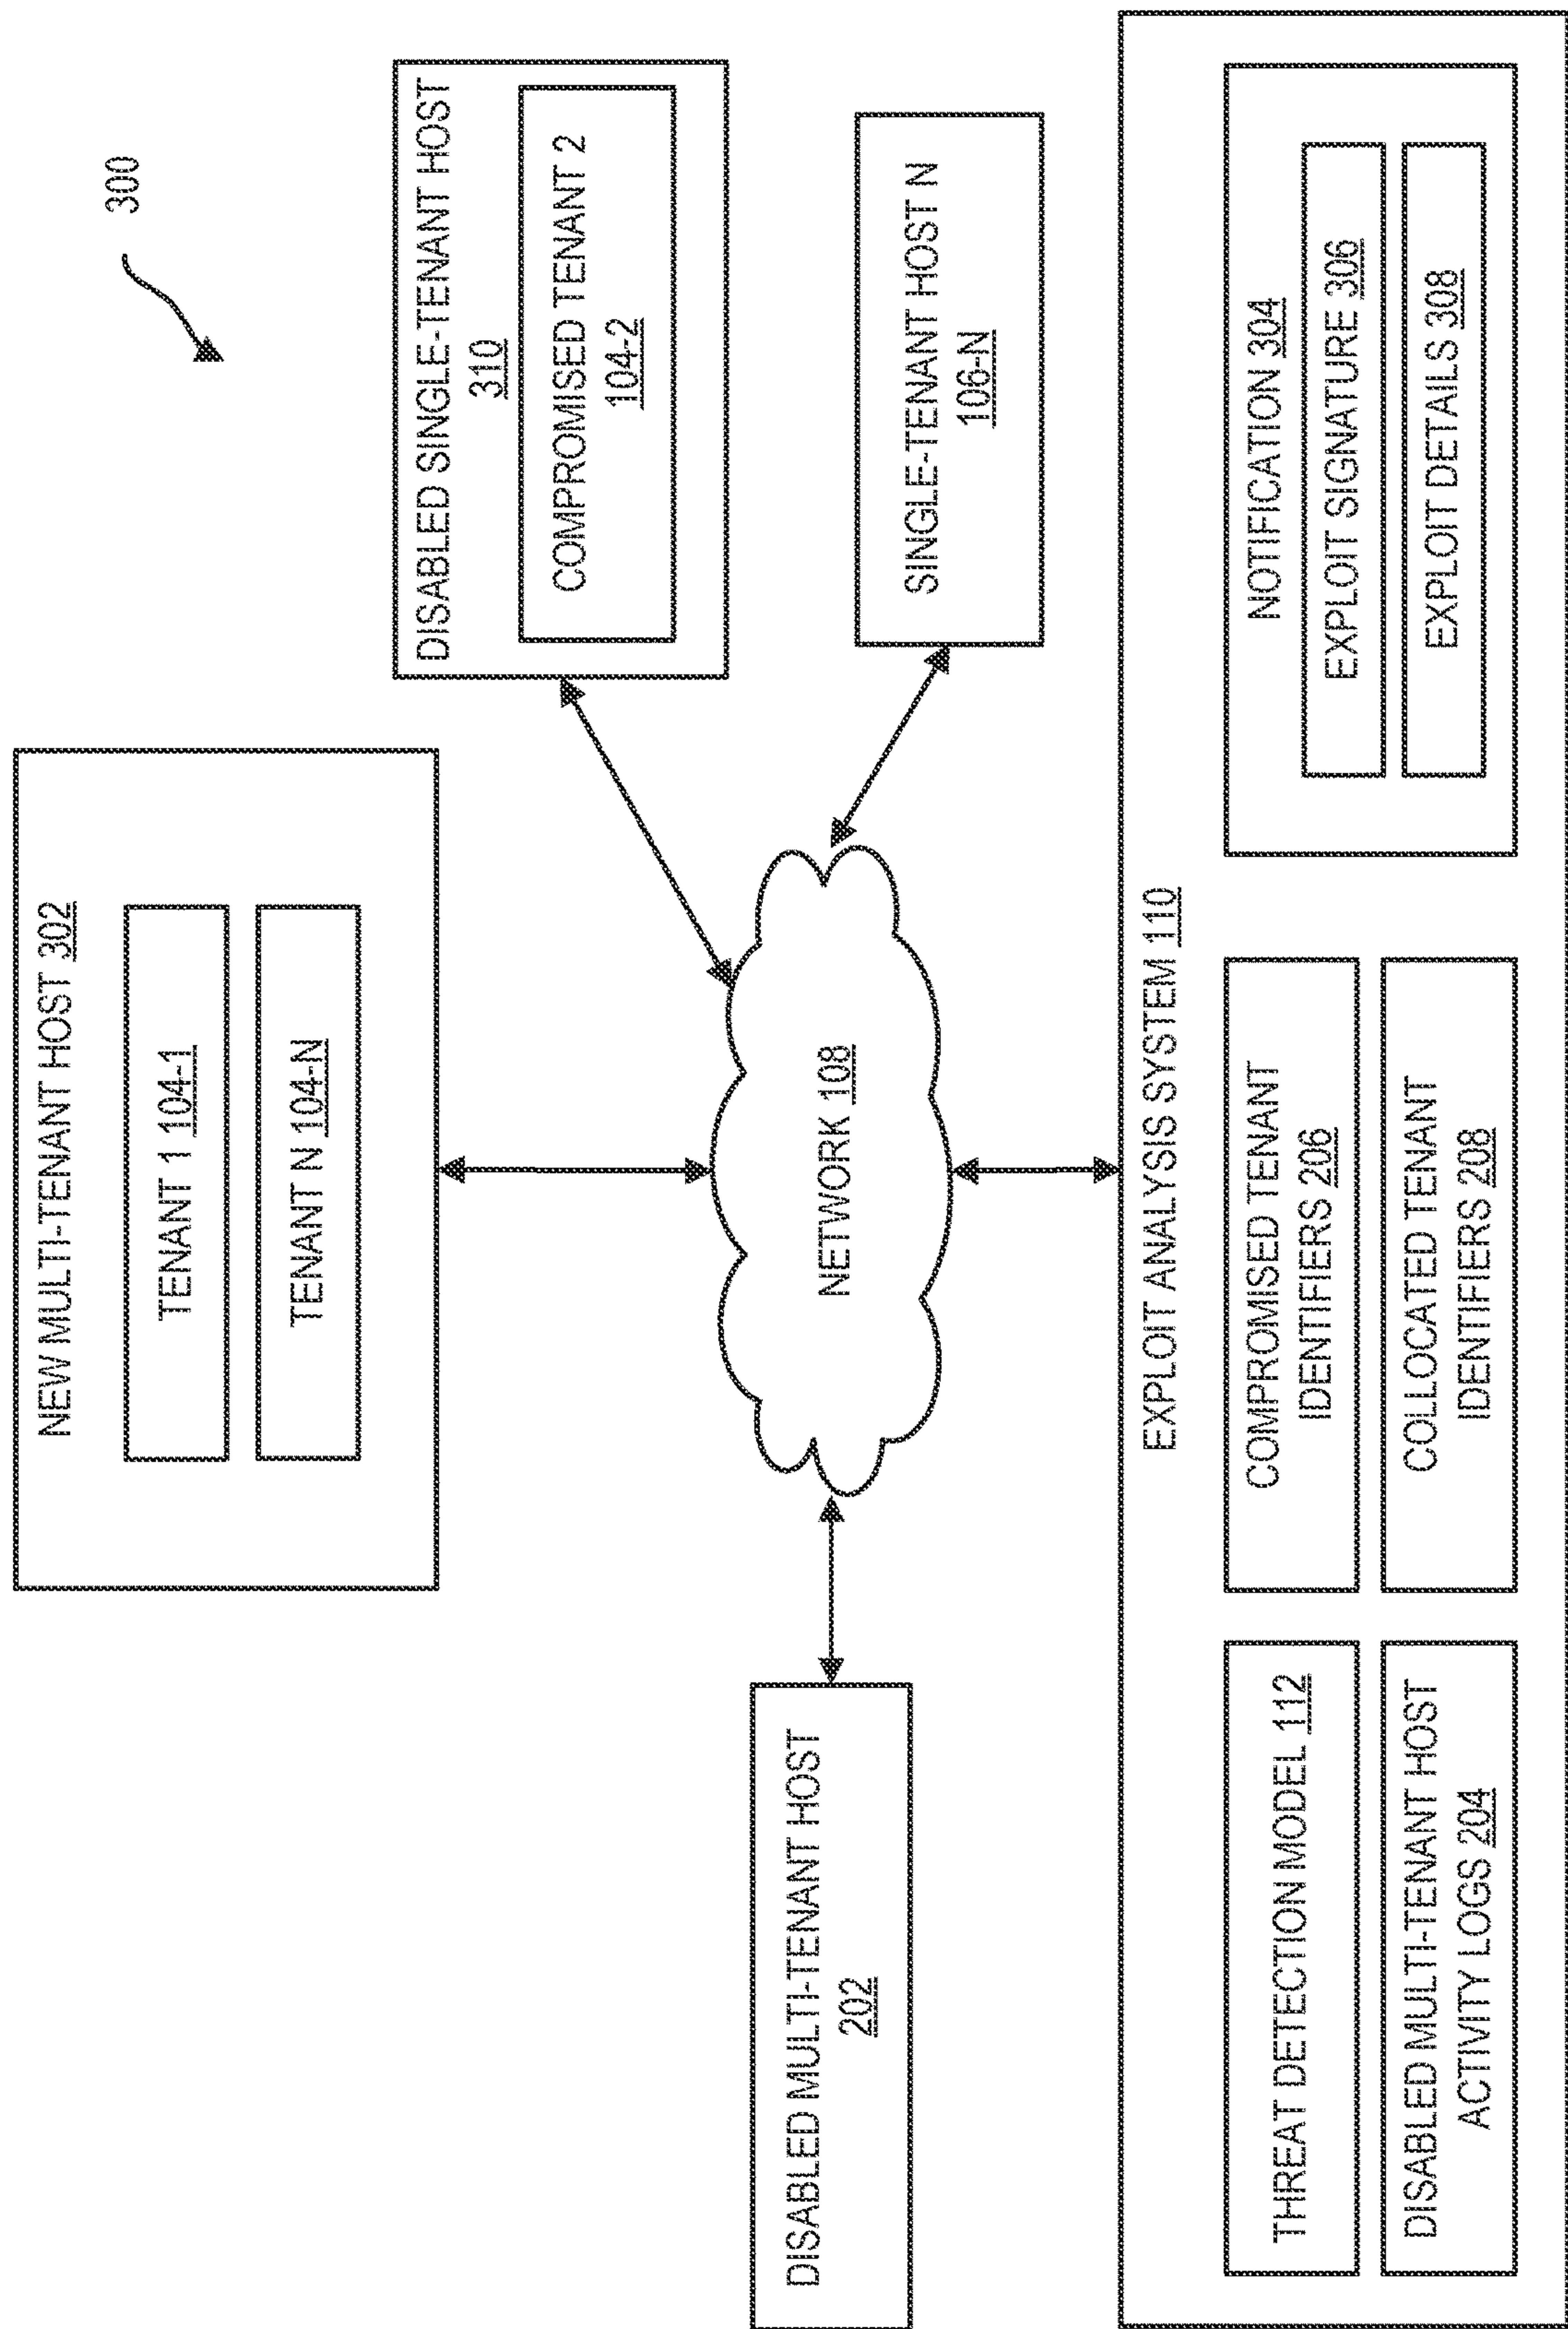 300
NEW MULTI-TENANT HOST 302
TENANT 1 104-1
TENANT N 104-N
DISABLED SINGLE-TENANT HOST
310
COMPROMISED TENANT 2
104-2
DISABLED MULTI-TENANT HOST
202
NETWORK 108
SINGLE-TENANT HOST N
106-N
EXPLOIT ANALYSIS SYSTEM 110
THREAT DETECTION MODEL 112
DISABLED MULTI-TENANT HOST
ACTIVITY LOGS 204
COMPROMISED TENANT
IDENTIFIERS 206
COLLOCATED TENANT
IDENTIFIERS 208
NOTIFICATION 304
EXPLOIT SIGNATURE 306
EXPLOIT DETAILS 308